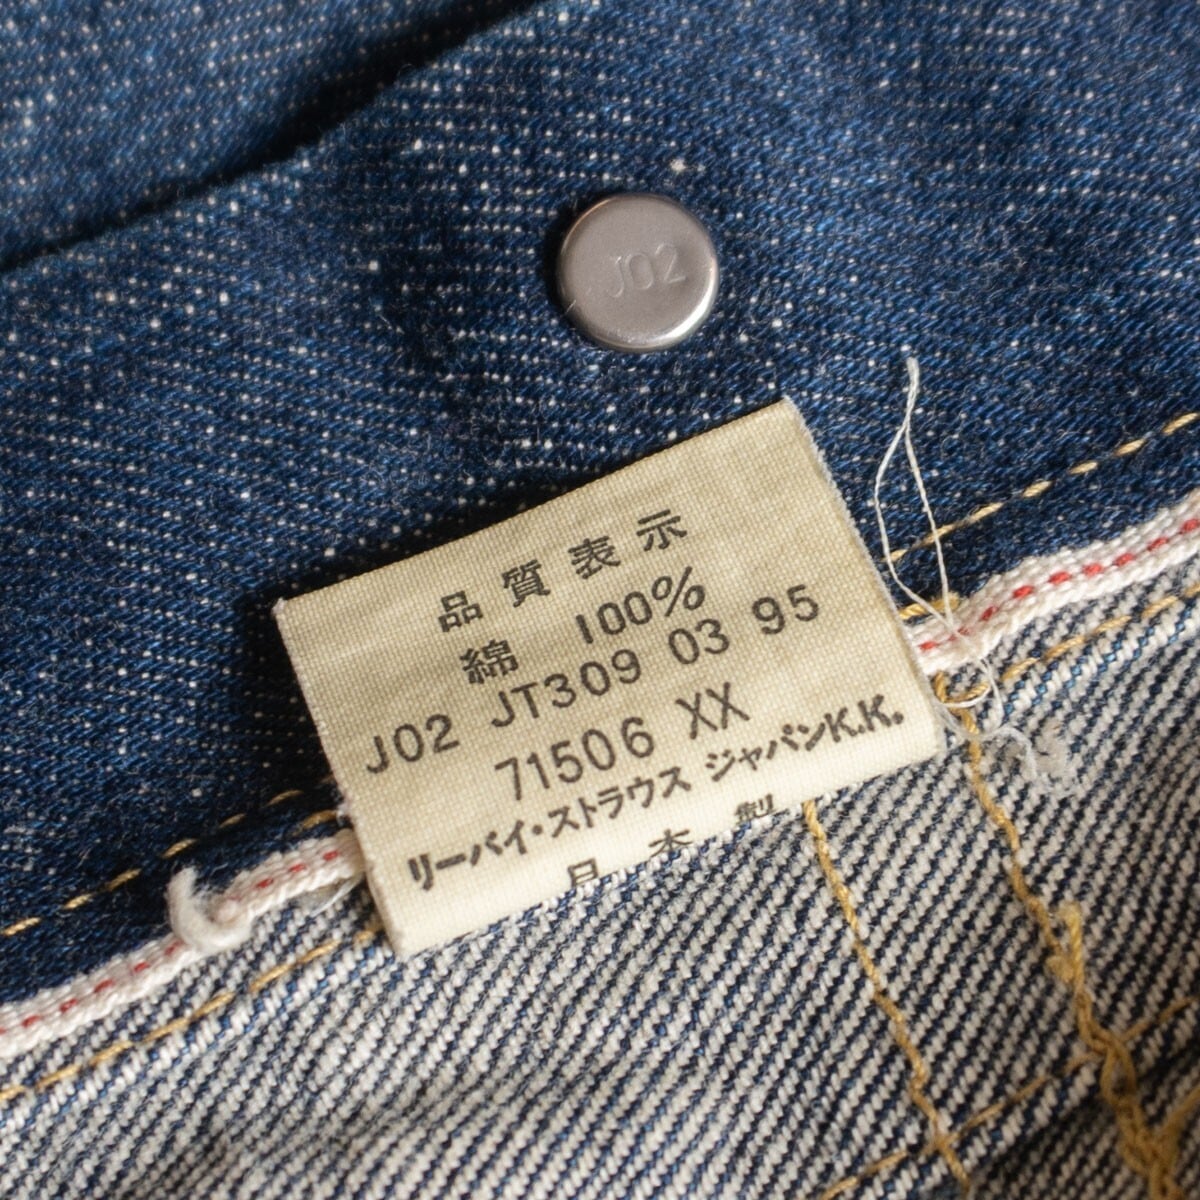 J02
品質表示
綿 100%
J02 JT309 03 95
71506 XX
リーバイ・ストラウス ジャパンK.K.
日本製